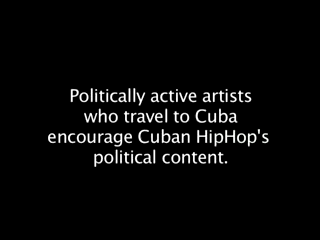 Politically active artists
who travel to Cuba
encourage Cuban HipHop's
political content.